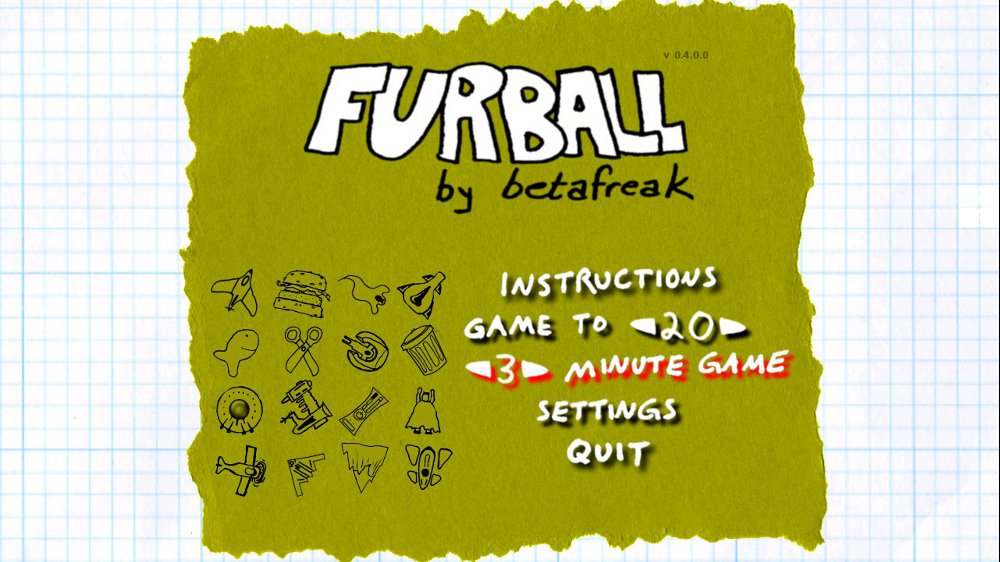 v 0.4.0.0
FURBALL
by betafreak
INSTRUCTIONS
GAME TO 20
3 MINUTE GAME
SETTINGS
QUIT